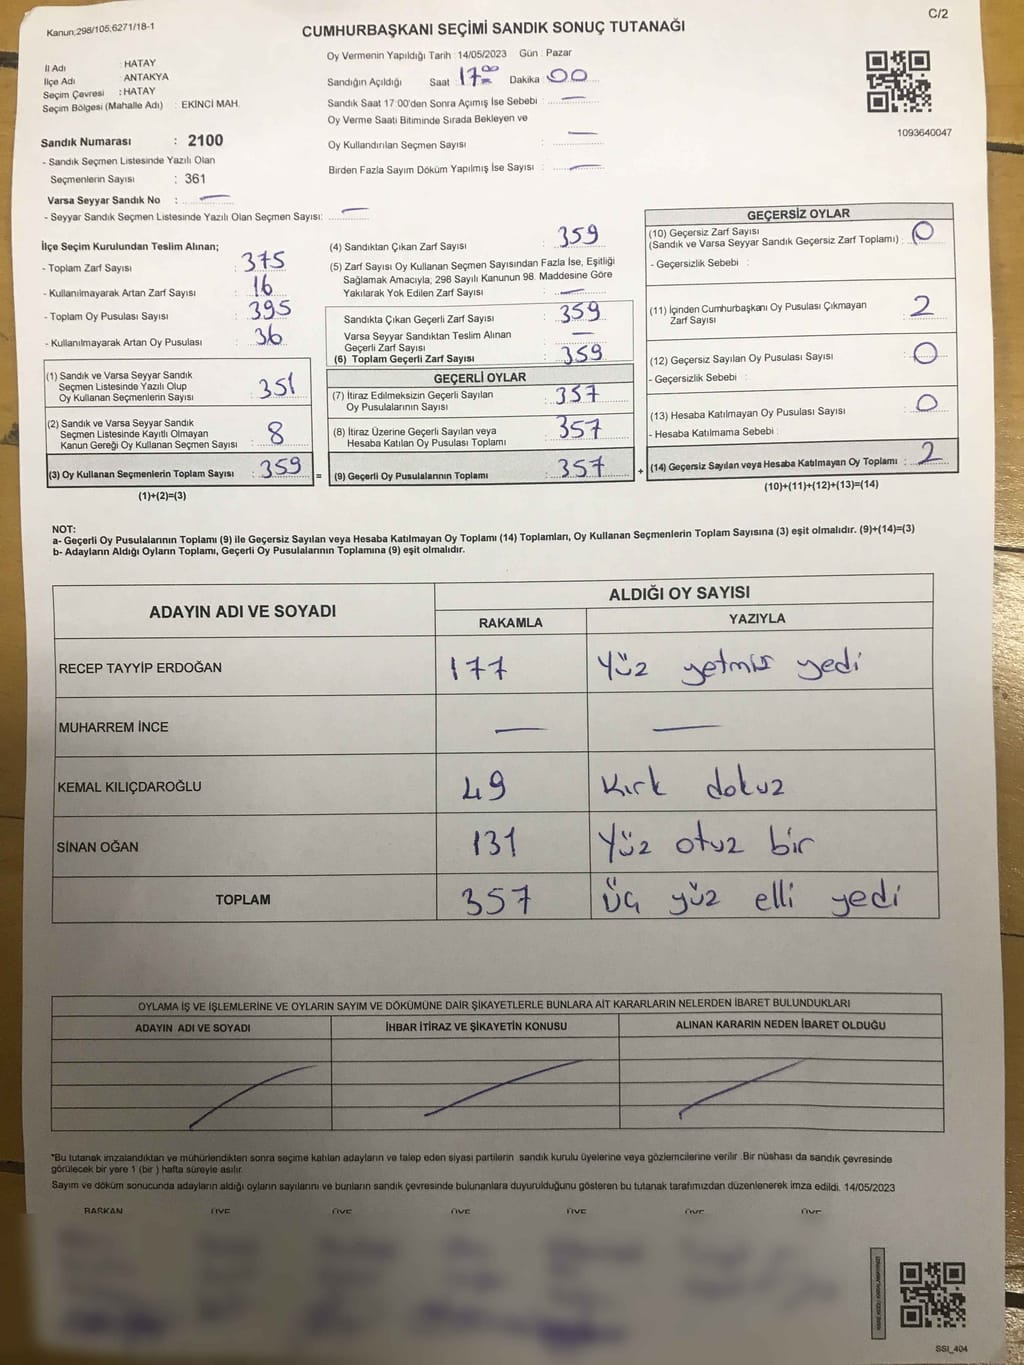 C/2
Kanun;298/105,6271/18-1
CUMHURBAŞKANI SEÇİMİ SANDIK SONUÇ TUTANAĞI
İl Adı : HATAY
İlçe Adı : ANTAKYA
Seçim Çevresi : HATAY
Seçim Bölgesi (Mahalle Adı) : EKİNCİ MAH.
Oy Vermenin Yapıldığı Tarih : 14/05/2023 Gün : Pazar
Sandığın Açıldığı Saat : 17 00 Dakika : 00
Sandık Saat 17:00'den Sonra Açımış İse Sebebi : —
Oy Verme Saati Bitiminde Sırada Bekleyen ve
Oy Kullandırılan Seçmen Sayısı : —
Birden Fazla Sayım Döküm Yapılmış İse Sayısı : —
1093640047
Sandık Numarası : 2100
- Sandık Seçmen Listesinde Yazılı Olan
Seçmenlerin Sayısı : 361
Varsa Seyyar Sandık No : —
- Seyyar Sandık Seçmen Listesinde Yazılı Olan Seçmen Sayısı: —
İlçe Seçim Kurulundan Teslim Alınan;
- Toplam Zarf Sayısı : 375
- Kullanılmayarak Artan Zarf Sayısı : 16
- Toplam Oy Pusulası Sayısı : 395
- Kullanılmayarak Artan Oy Pusulası : 36
(1) Sandık ve Varsa Seyyar Sandık
Seçmen Listesinde Yazılı Olup
Oy Kullanan Seçmenlerin Sayısı : 351
(2) Sandık ve Varsa Seyyar Sandık
Seçmen Listesinde Kayıtlı Olmayan
Kanun Gereği Oy Kullanan Seçmen Sayısı : 8
(3) Oy Kullanan Seçmenlerin Toplam Sayısı : 359 =
(1)+(2)=(3)
(4) Sandıktan Çıkan Zarf Sayısı : 359
(5) Zarf Sayısı Oy Kullanan Seçmen Sayısından Fazla İse, Eşitliği
Sağlamak Amacıyla, 298 Sayılı Kanunun 98. Maddesine Göre
Yakılarak Yok Edilen Zarf Sayısı : —
Sandıkta Çıkan Geçerli Zarf Sayısı : 359
Varsa Seyyar Sandıktan Teslim Alınan
Geçerli Zarf Sayısı : —
(6) Toplam Geçerli Zarf Sayısı : 359
GEÇERLİ OYLAR
(7) İtiraz Edilmeksizin Geçerli Sayılan
Oy Pusulalarının Sayısı : 357
(8) İtiraz Üzerine Geçerli Sayılan veya
Hesaba Katılan Oy Pusulası Toplamı : 357
(9) Geçerli Oy Pusulalarının Toplamı : 357 +
GEÇERSİZ OYLAR
(10) Geçersiz Zarf Sayısı
(Sandık ve Varsa Seyyar Sandık Geçersiz Zarf Toplamı) : 0
- Geçersizlik Sebebi :
(11) İçinden Cumhurbaşkanı Oy Pusulası Çıkmayan
Zarf Sayısı : 2
(12) Geçersiz Sayılan Oy Pusulası Sayısı : 0
- Geçersizlik Sebebi :
(13) Hesaba Katılmayan Oy Pusulası Sayısı : 0
- Hesaba Katılmama Sebebi :
(14) Geçersiz Sayılan veya Hesaba Katılmayan Oy Toplamı : 2
(10)+(11)+(12)+(13)=(14)
NOT:
a- Geçerli Oy Pusulalarının Toplamı (9) ile Geçersiz Sayılan veya Hesaba Katılmayan Oy Toplamı (14) Toplamları, Oy Kullanan Seçmenlerin Toplam Sayısına (3) eşit olmalıdır. (9)+(14)=(3)
b- Adayların Aldığı Oyların Toplamı, Geçerli Oy Pusulalarının Toplamına (9) eşit olmalıdır.
ADAYIN ADI VE SOYADI ALDIĞI OY SAYISI
RAKAMLA YAZIYLA
RECEP TAYYİP ERDOĞAN 177 Yüz yetmiş yedi
MUHARREM İNCE — —
KEMAL KILIÇDAROĞLU 49 Kırk dokuz
SİNAN OĞAN 131 Yüz otuz bir
TOPLAM 357 Üç yüz elli yedi
OYLAMA İŞ VE İŞLEMLERİNE VE OYLARIN SAYIM VE DÖKÜMÜNE DAİR ŞİKAYETLERLE BUNLARA AİT KARARLARIN NELERDEN İBARET BULUNDUKLARI
ADAYIN ADI VE SOYADI İHBAR İTİRAZ VE ŞİKAYETİN KONUSU ALINAN KARARIN NEDEN İBARET OLDUĞU
*Bu tutanak imzalandıktan ve mühürlendikten sonra seçime katılan adayların ve talep eden siyasi partilerin sandık kurulu üyelerine veya gözlemcilerine verilir. Bir nüshası da sandık çevresinde
görülecek bir yere 1 (bir ) hafta süreyle asılır.
Sayım ve döküm sonucunda adayların aldığı oyların sayılarını ve bunların sandık çevresinde bulunanlara duyurulduğunu gösteren bu tutanak tarafımızdan düzenlenerek imza edildi. 14/05/2023
BAŞKAN ÜYE ÜYE ÜYE ÜYE ÜYE ÜYE
SSI_404